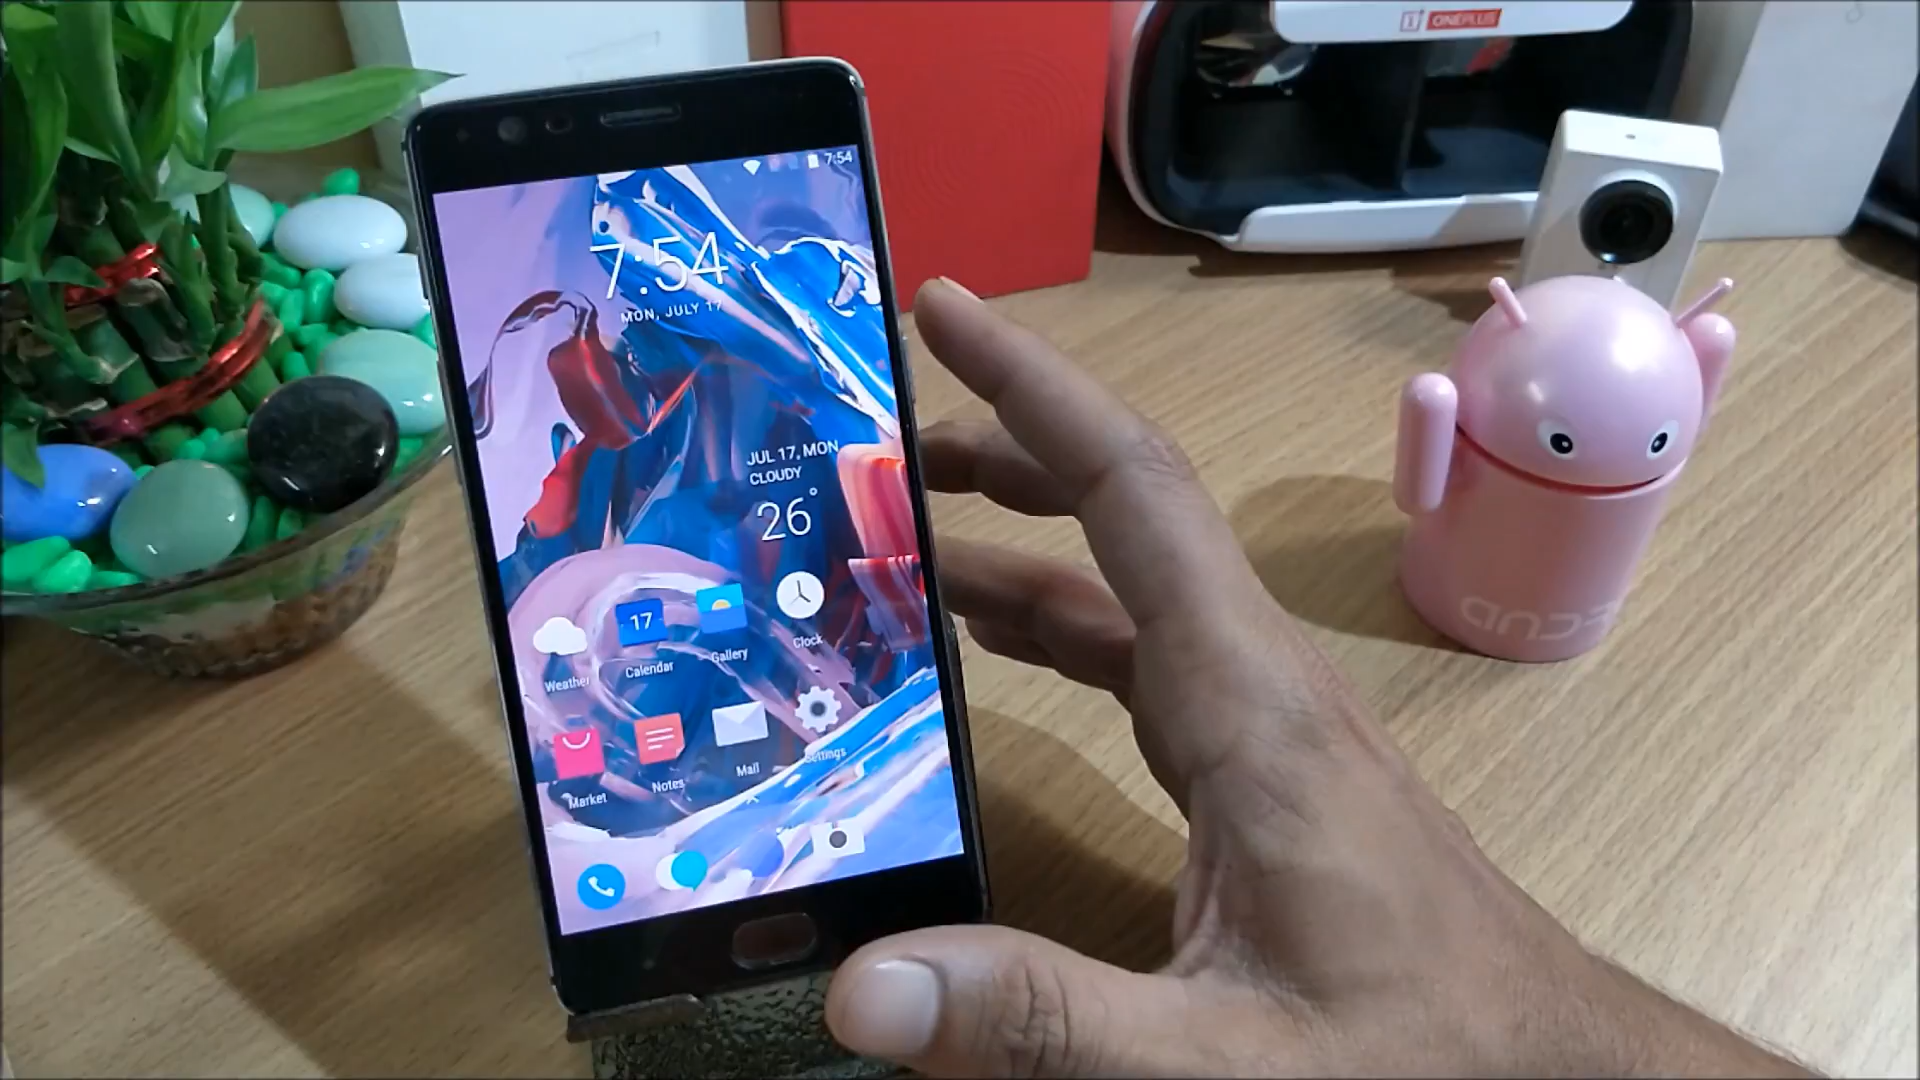 ONEPLUS
7:54
7:54
MON, JULY 17
JUL 17, MON
CLOUDY
26°
Weather
17
Calendar
Gallery
Clock
Market
Notes
Mail
Settings